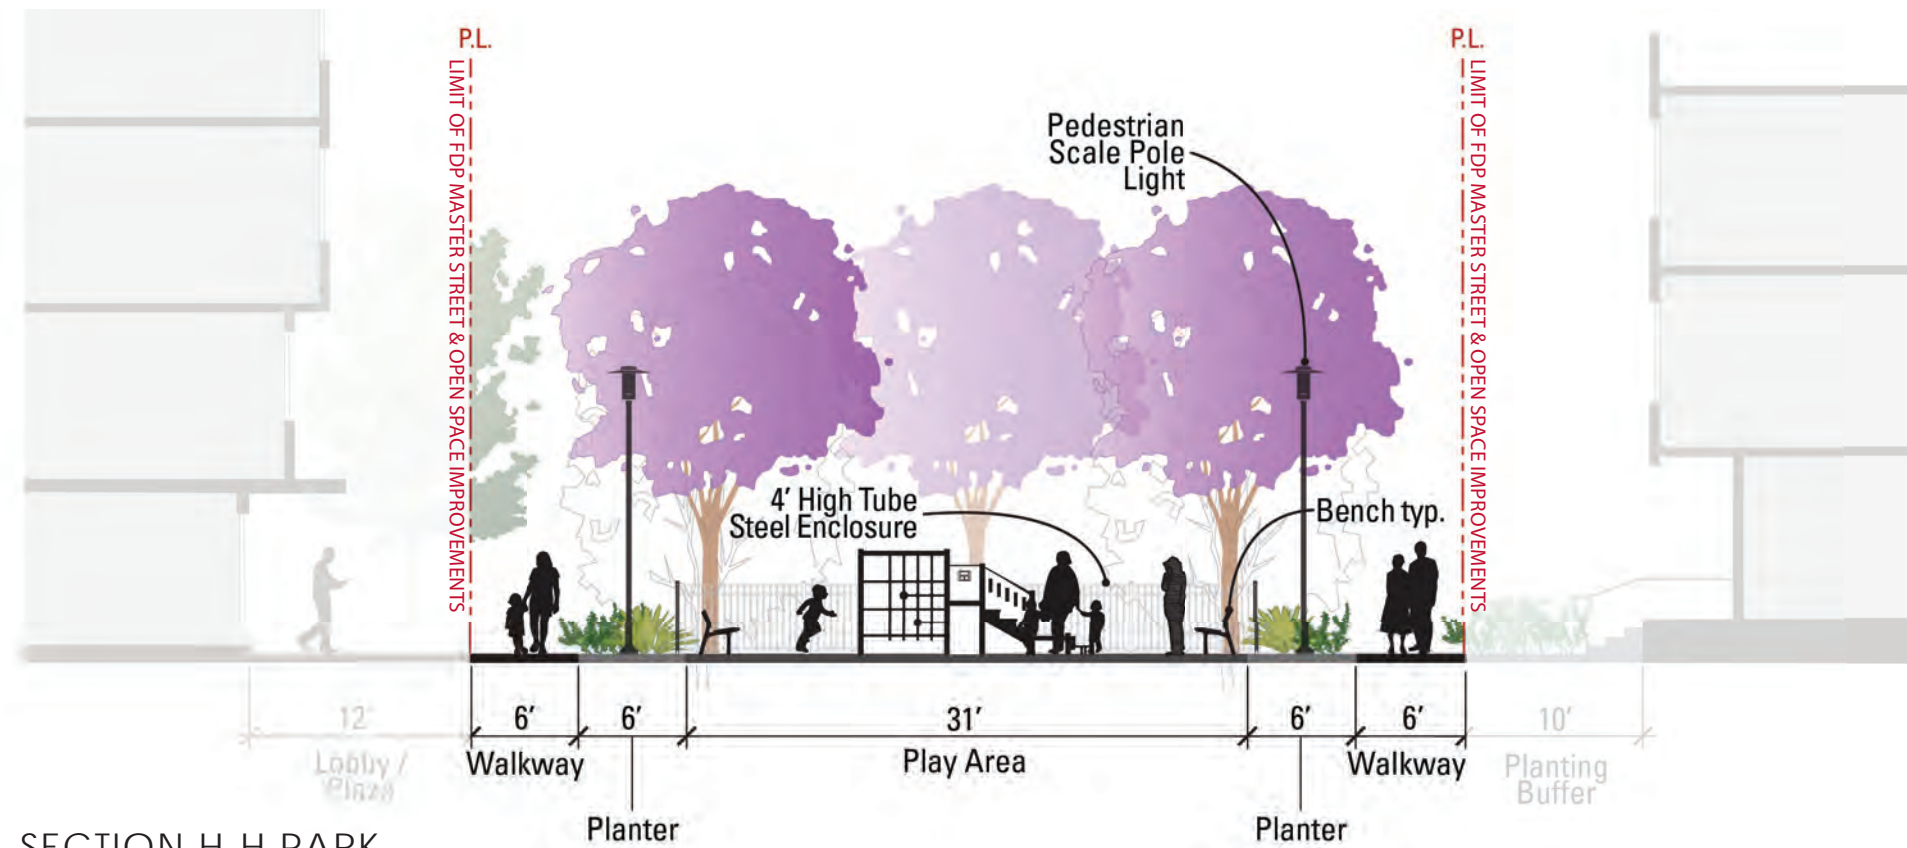 P.L.
P.L.
LIMIT OF FDP MASTER STREET & OPEN SPACE IMPROVEMENTS
LIMIT OF FDP MASTER STREET & OPEN SPACE IMPROVEMENTS
Pedestrian
Scale Pole
Light
4' High Tube
Steel Enclosure
Bench typ.
12'
6'
6'
31'
6'
6'
10'
Lobby /
Plaza
Walkway
Play Area
Walkway
Planting
Buffer
Planter
Planter
SECTION H-H PARK